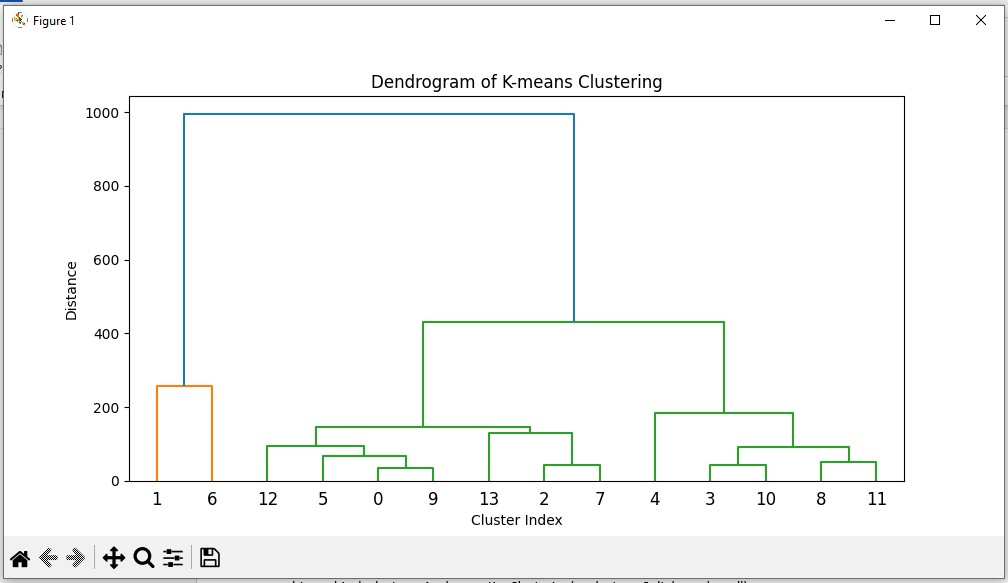 Figure 1
Dendrogram of K-means Clustering
1000
800
600
400
200
0
Distance
1 6 12 5 0 9 13 2 7 4 3 10 8 11
Cluster Index